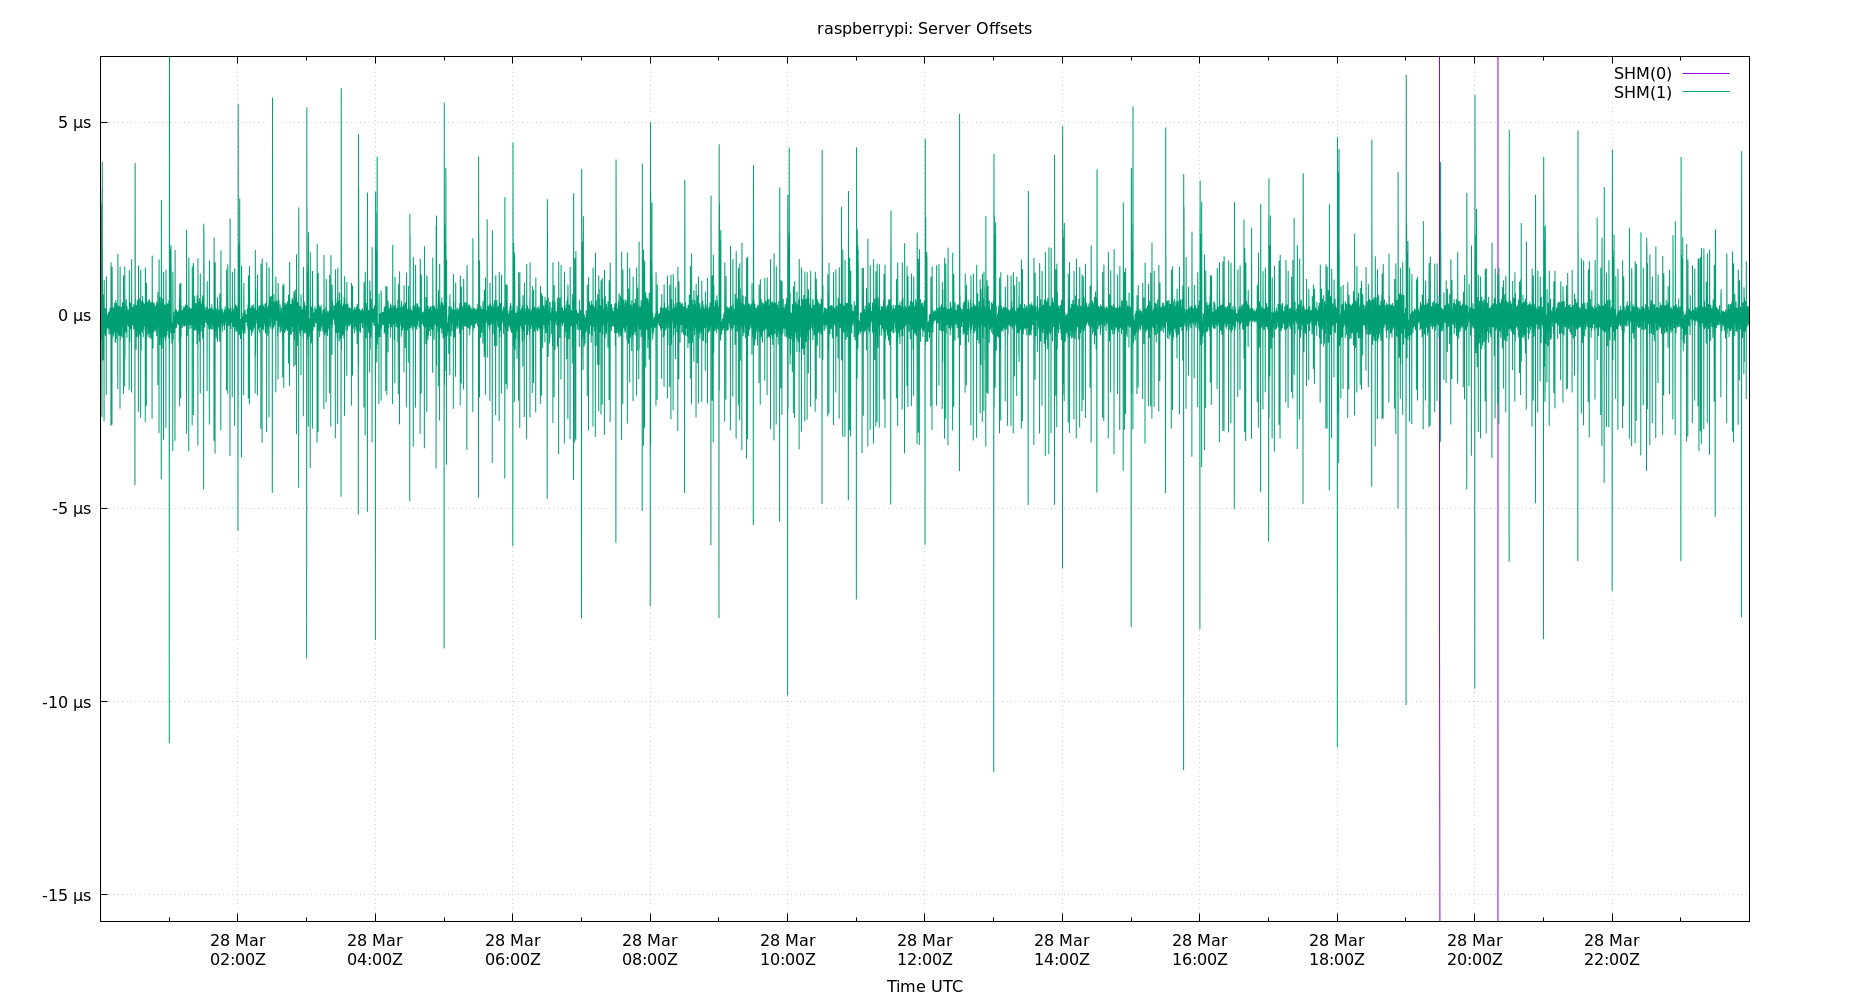 raspberrypi: Server Offsets
SHM(0)
SHM(1)
5 µs
0 µs
-5 µs
-10 µs
-15 µs
28 Mar 28 Mar 28 Mar 28 Mar 28 Mar 28 Mar 28 Mar 28 Mar 28 Mar 28 Mar 28 Mar
02:00Z 04:00Z 06:00Z 08:00Z 10:00Z 12:00Z 14:00Z 16:00Z 18:00Z 20:00Z 22:00Z
Time UTC